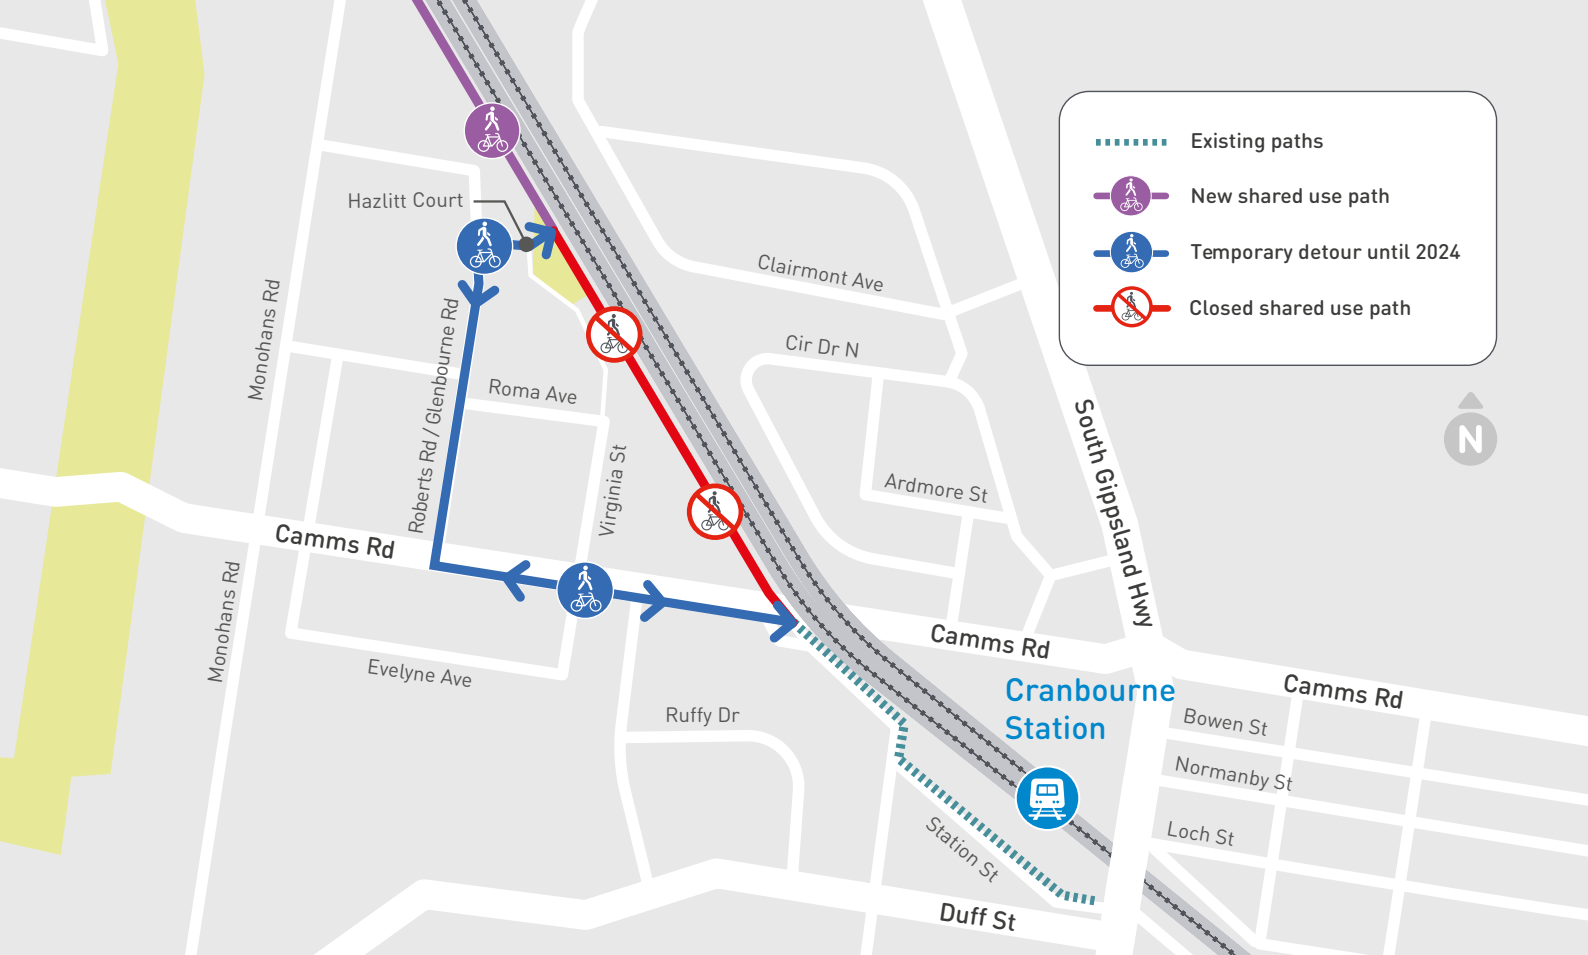 Existing paths
New shared use path
Temporary detour until 2024
Closed shared use path
Hazlitt Court
Clairmont Ave
Monohans Rd
Roberts Rd / Glenbourne Rd
Cir Dr N
Roma Ave
South Gippsland Hwy
N
Virginia St
Ardmore St
Camms Rd
Monohans Rd
Camms Rd
Evelyne Ave
Cranbourne
Station
Camms Rd
Ruffy Dr
Bowen St
Normanby St
Station St
Loch St
Duff St